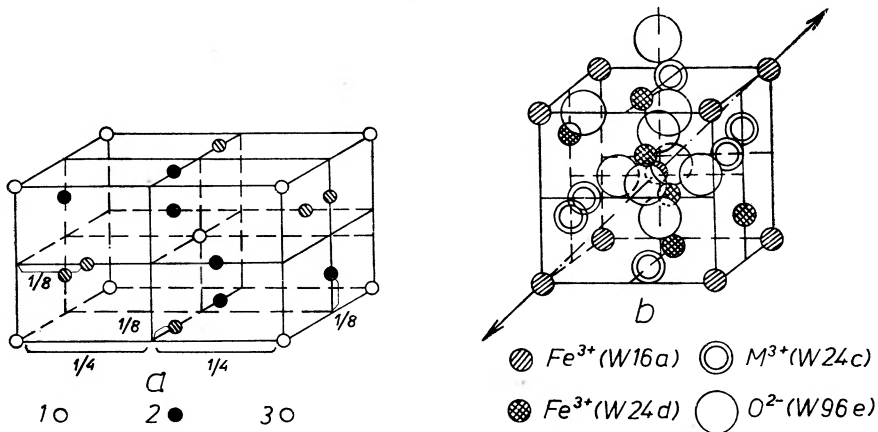 1/8
1/8
1/8
1/4
1/4
a
1 2 3
b
Fe³⁺ (W16a) M³⁺ (W24c)
Fe³⁺ (W24d) O²⁻ (W96e)